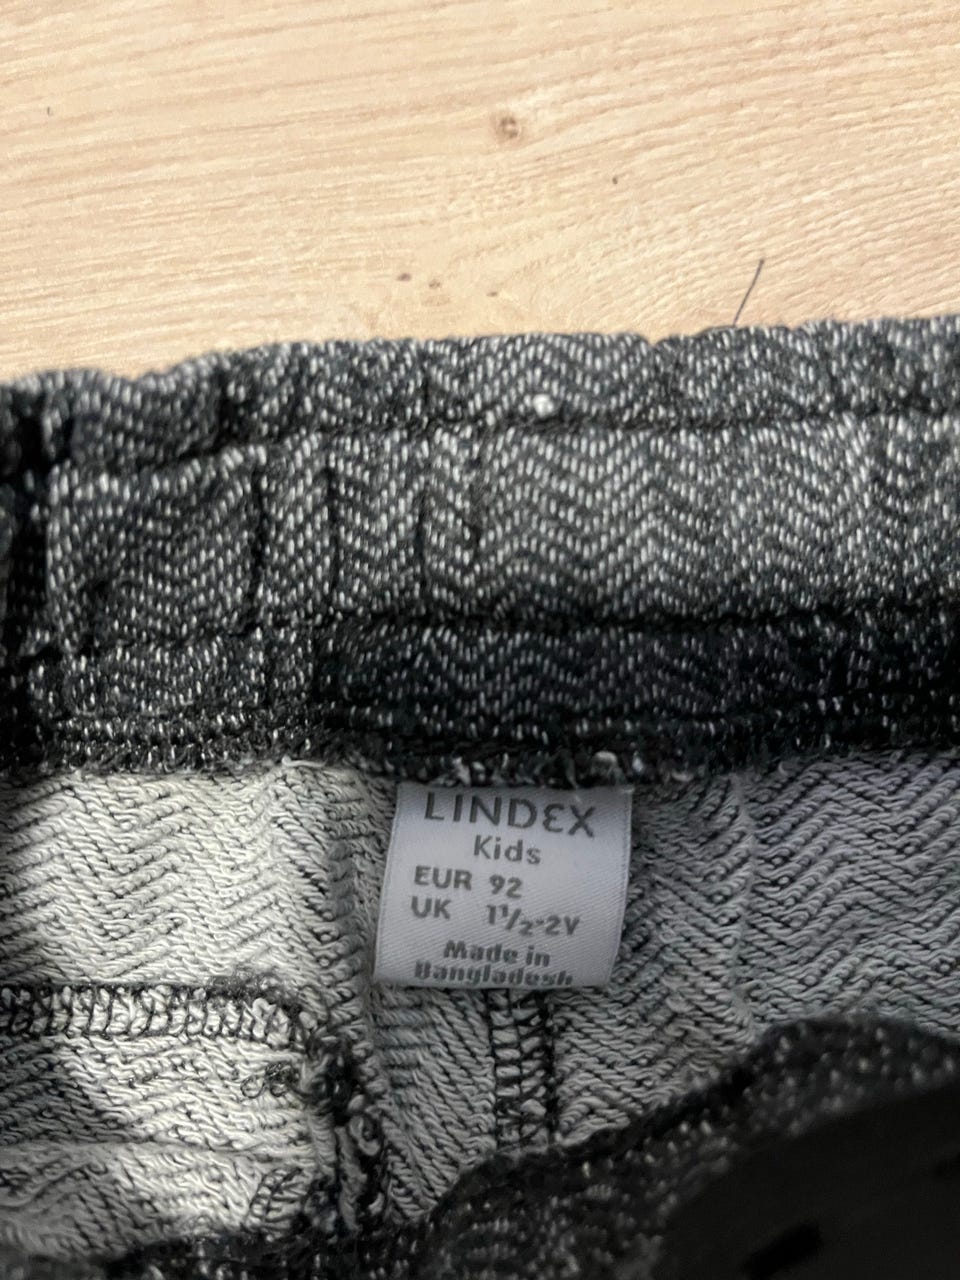 LINDEX
Kids
EUR 92
UK 1½-2Y
Made in
Bangladesh